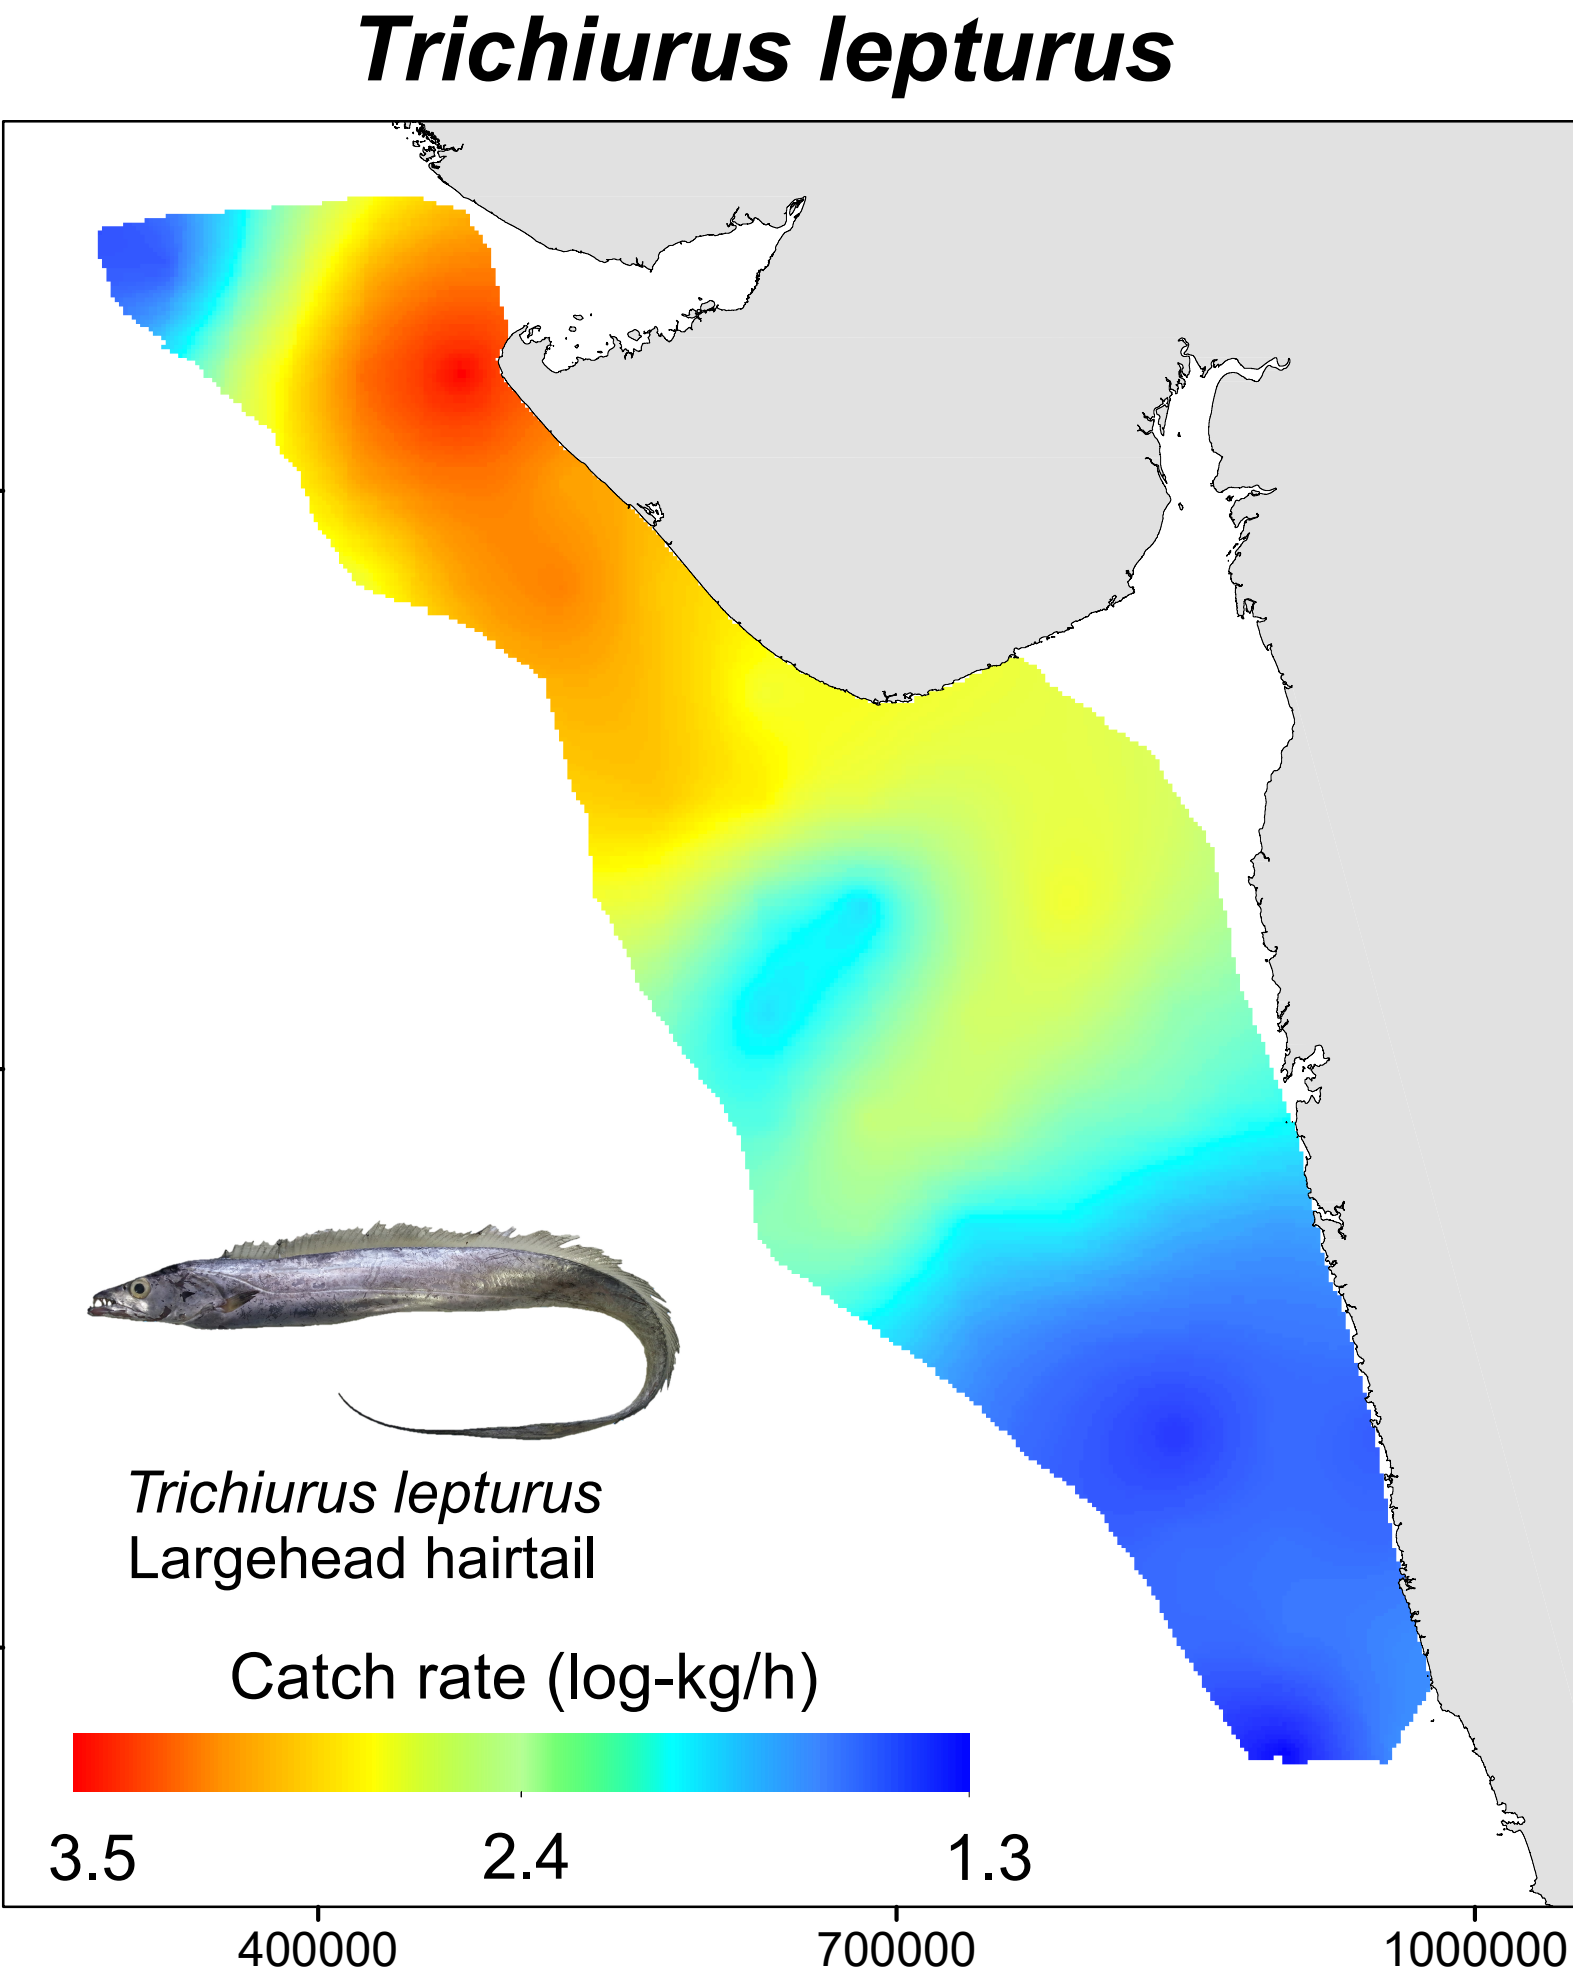 Trichiurus lepturus
Trichiurus lepturus
Largehead hairtail
Catch rate (log-kg/h)
3.5 2.4 1.3
400000 700000 1000000